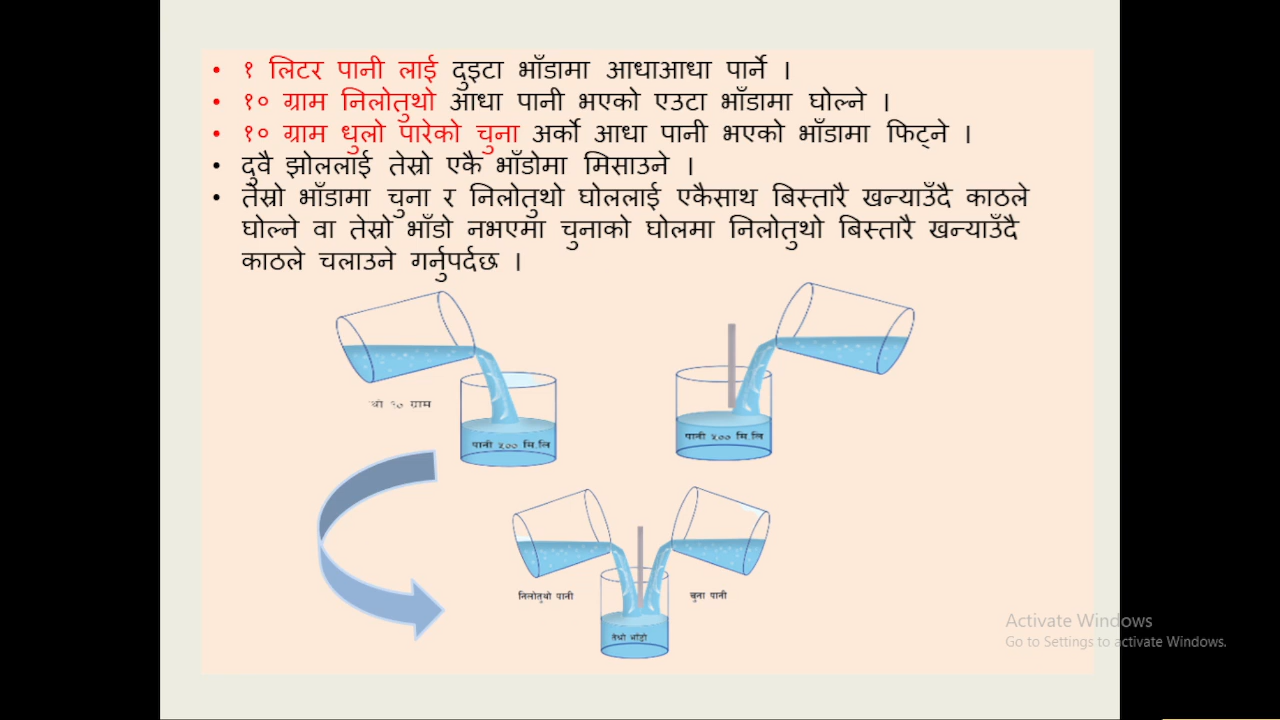 • १ लिटर पानी लाई दुइटा भाँडामा आधाआधा पार्ने ।
• १० ग्राम निलोतुथो आधा पानी भएको एउटा भाँडामा घोल्ने ।
• १० ग्राम धुलो पारेको चुना अर्को आधा पानी भएको भाँडामा फिट्ने ।
• दुवै झोललाई तेस्रो एकै भाँडोमा मिसाउने ।
• तेस्रो भाँडामा चुना र निलोतुथो घोललाई एकैसाथ बिस्तारै खन्याउँदै काठले
घोल्ने वा तेस्रो भाँडो नभएमा चुनाको घोलमा निलोतुथो बिस्तारै खन्याउँदै
काठले चलाउने गर्नुपर्दछ ।
थो १० ग्राम
पानी ५०० मि.लि
पानी ५०० मि.लि
निलोतुथो पानी
चुना पानी
तेश्रो भाँडो
Activate Windows
Go to Settings to activate Windows.